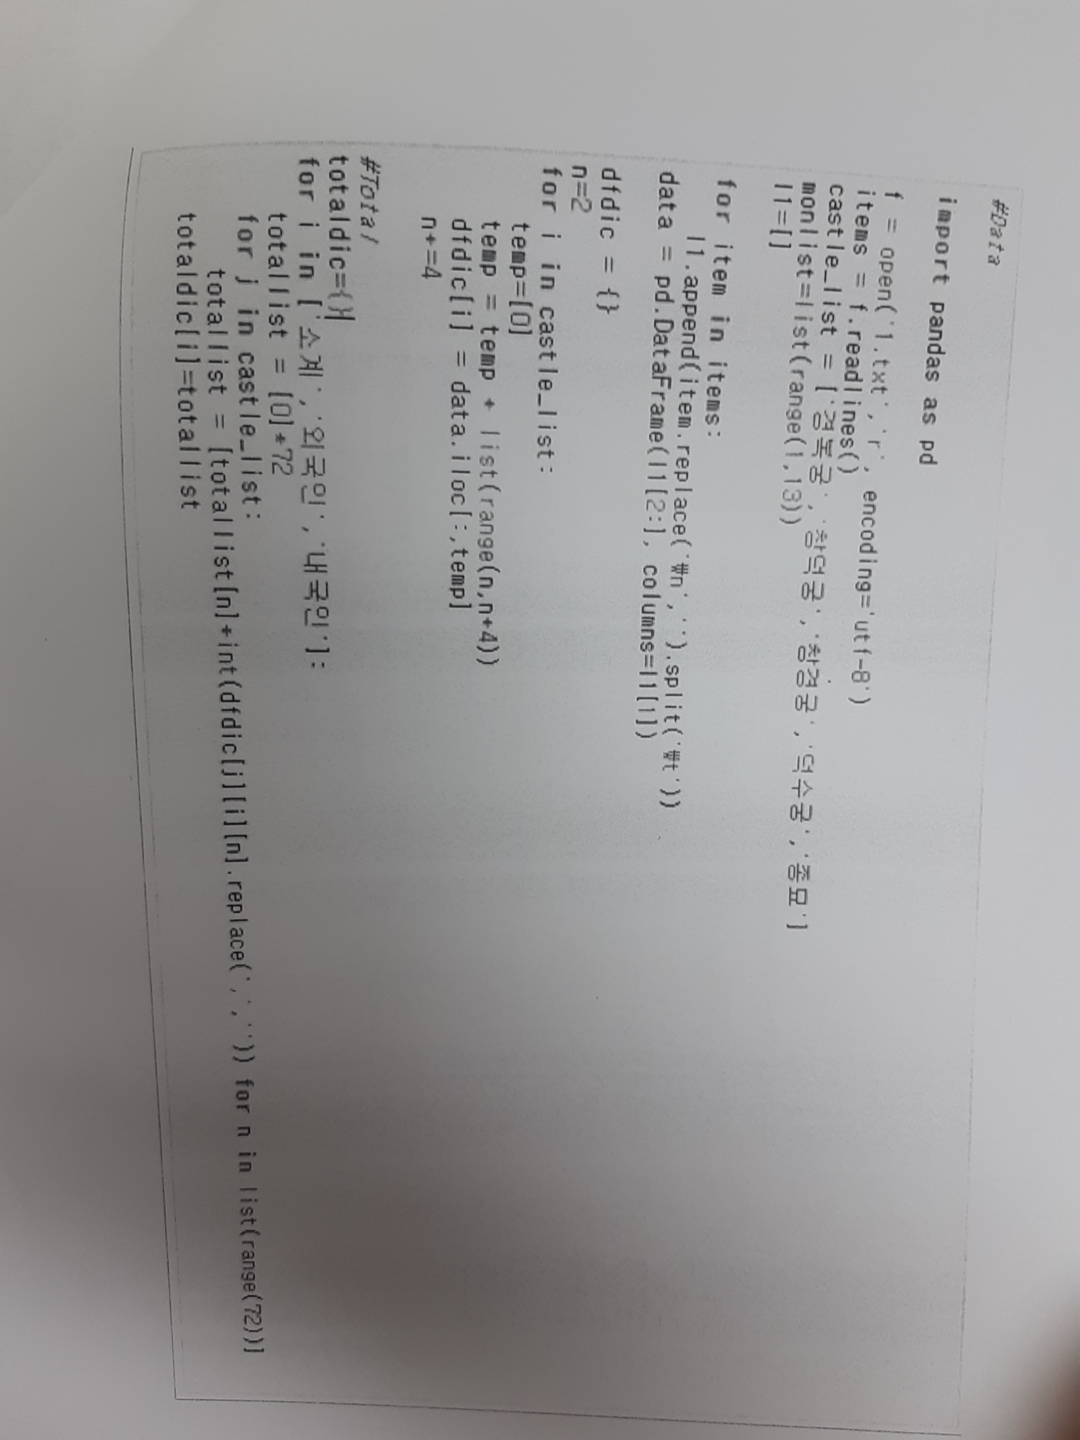 #Data
import pandas as pd
f = open('1.txt','r', encoding='utf-8')
items = f.readlines()
castle_list = ['경복궁','창덕궁','창경궁','덕수궁','종묘']
monlist=list(range(1,13))
l1=[]
for item in items:
    l1.append(item.replace('₩n','').split('₩t'))
data = pd.DataFrame(l1[2:], columns=l1[1])
dfdic = {}
n=2
for i in castle_list:
    temp=[0]
    temp = temp + list(range(n,n+4))
    dfdic[i] = data.iloc[:,temp]
    n+=4
#Total
totaldic={}
for i in ['소계','외국인','내국인']:
    totallist = [0]*72
    for j in castle_list:
        totallist = [totallist[n]+int(dfdic[j][i][n].replace(',','')) for n in list(range(72))]
    totaldic[i]=totallist